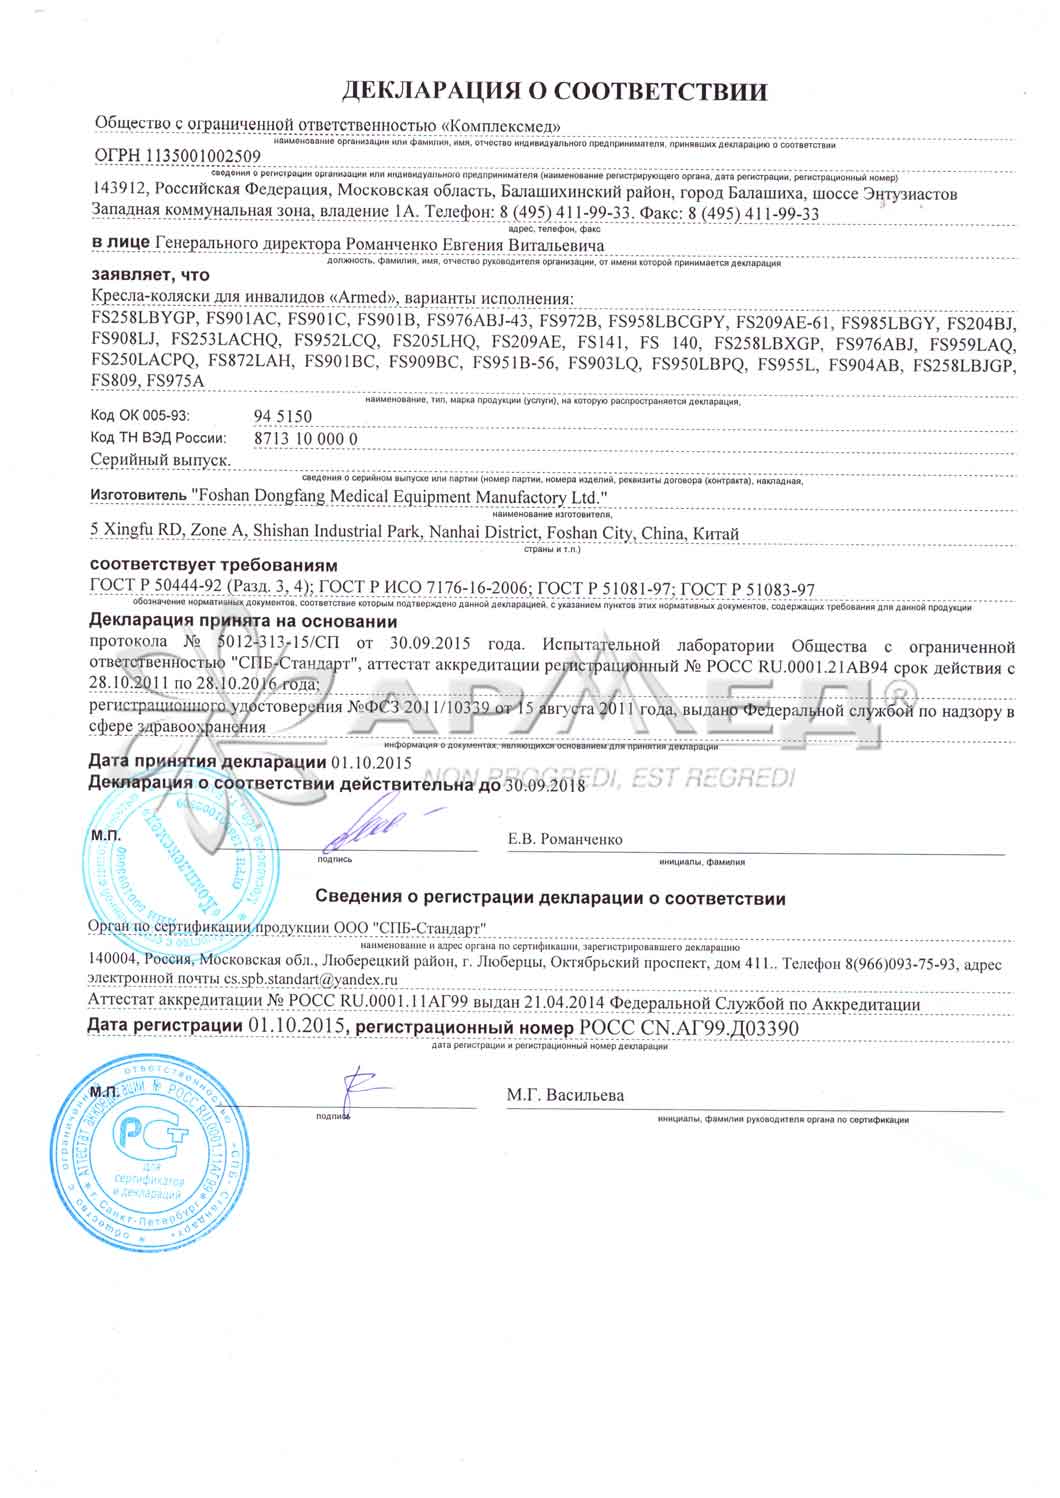 ДЕКЛАРАЦИЯ О СООТВЕТСТВИИ
Общество с ограниченной ответственностью «Комплексмед»
наименование организации или фамилия, имя, отчество индивидуального предпринимателя, принявших декларацию о соответствии
ОГРН 1135001002509
сведения о регистрации организации или индивидуального предпринимателя (наименование регистрирующего органа, дата регистрации, регистрационный номер)
143912, Российская Федерация, Московская область, Балашихинский район, город Балашиха, шоссе Энтузиастов
Западная коммунальная зона, владение 1А. Телефон: 8 (495) 411-99-33. Факс: 8 (495) 411-99-33
адрес, телефон, факс
в лице Генерального директора Романченко Евгения Витальевича
должность, фамилия, имя, отчество руководителя организации, от имени которой принимается декларация
заявляет, что
Кресла-коляски для инвалидов «Armed», варианты исполнения:
FS258LBYGP, FS901AC, FS901C, FS901B, FS976ABJ-43, FS972B, FS958LBCGPY, FS209AE-61, FS985LBGY, FS204BJ,
FS908LJ, FS253LACHQ, FS952LCQ, FS205LHQ, FS209AE, FS141, FS 140, FS258LBXGP, FS976ABJ, FS959LAQ,
FS250LACPQ, FS872LAH, FS901BC, FS909BC, FS951B-56, FS903LQ, FS950LBPQ, FS955L, FS904AB, FS258LBJGP,
FS809, FS975A
наименование, тип, марка продукции (услуги), на которую распространяется декларация,
Код ОК 005-93: 94 5150
Код ТН ВЭД России: 8713 10 000 0
Серийный выпуск.
сведения о серийном выпуске или партии (номер партии, номера изделий, реквизиты договора (контракта), накладная,
Изготовитель "Foshan Dongfang Medical Equipment Manufactory Ltd."
наименование изготовителя,
5 Xingfu RD, Zone A, Shishan Industrial Park, Nanhai District, Foshan City, China, Китай
страны и т.п.)
соответствует требованиям
ГОСТ Р 50444-92 (Разд. 3, 4); ГОСТ Р ИСО 7176-16-2006; ГОСТ Р 51081-97; ГОСТ Р 51083-97
обозначение нормативных документов, соответствие которым подтверждено данной декларацией, с указанием пунктов этих нормативных документов, содержащих требования для данной продукции
Декларация принята на основании
протокола № 5012-313-15/СП от 30.09.2015 года. Испытательной лаборатории Общества с ограниченной
ответственностью "СПБ-Стандарт", аттестат аккредитации регистрационный № РОСС RU.0001.21АВ94 срок действия с
28.10.2011 по 28.10.2016 года;
регистрационного удостоверения №ФСЗ 2011/10339 от 15 августа 2011 года, выдано Федеральной службой по надзору в
сфере здравоохранения
информация о документах, являющихся основанием для принятия декларации
АРМЕД®
NON PROGREDI, EST REGREDI
Дата принятия декларации 01.10.2015
Декларация о соответствии действительна до 30.09.2018
М.П.
Е.В. Романченко
подпись
инициалы, фамилия
«Комплексмед»
Сведения о регистрации декларации о соответствии
Орган по сертификации продукции ООО "СПБ-Стандарт"
наименование и адрес органа по сертификации, зарегистрировавшего декларацию
140004, Россия, Московская обл., Люберецкий район, г. Люберцы, Октябрьский проспект, дом 411.. Телефон 8(966)093-75-93, адрес
электронной почты cs.spb.standart@yandex.ru
Аттестат аккредитации № РОСС RU.0001.11АГ99 выдан 21.04.2014 Федеральной Службой по Аккредитации
Дата регистрации 01.10.2015, регистрационный номер РОСС CN.АГ99.Д03390
дата регистрации и регистрационный номер декларации
М.П.
М.Г. Васильева
подпись
инициалы, фамилия руководителя органа по сертификации
Общество с ограниченной ответственностью «СПБ-Стандарт»
Аттестат аккредитации № РОСС RU.0001.11АГ99
г. Санкт-Петербург
для
сертификатов
и деклараций